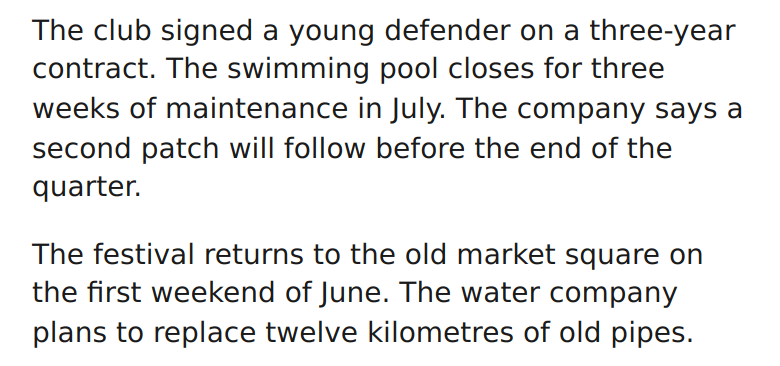 The club signed a young defender on a three-year
contract. The swimming pool closes for three
weeks of maintenance in July. The company says a
second patch will follow before the end of the
quarter.
The festival returns to the old market square on
the first weekend of June. The water company
plans to replace twelve kilometres of old pipes.